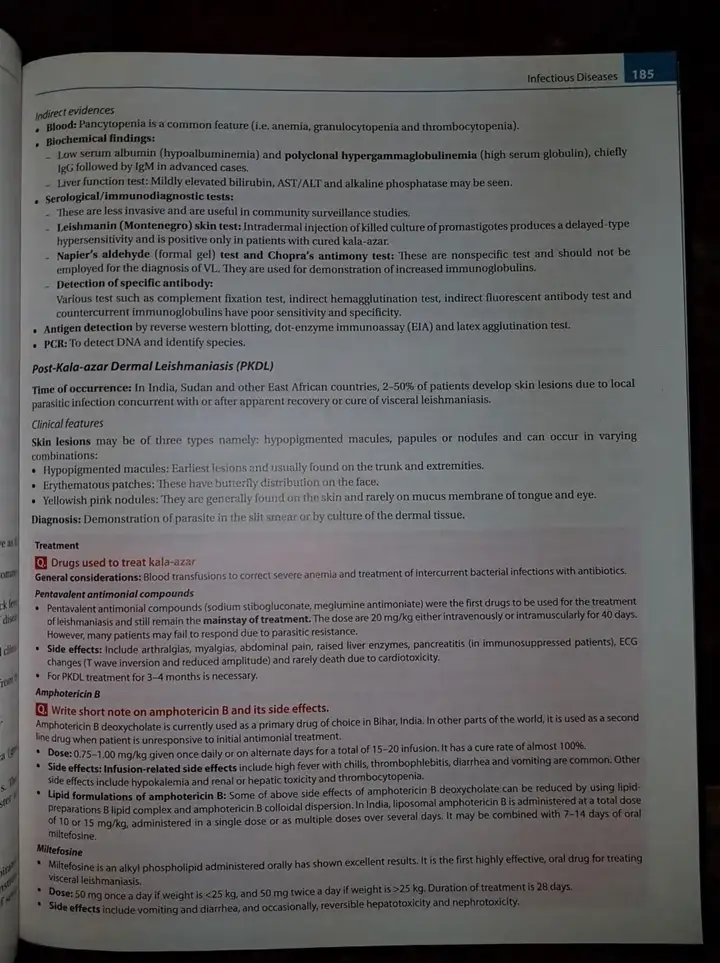 Infectious Diseases 185
Indirect evidences
• Blood: Pancytopenia is a common feature (i.e. anemia, granulocytopenia and thrombocytopenia).
• Biochemical findings:
– Low serum albumin (hypoalbuminemia) and polyclonal hypergammaglobulinemia (high serum globulin), chiefly
IgG followed by IgM in advanced cases.
– Liver function test: Mildly elevated bilirubin, AST/ALT and alkaline phosphatase may be seen.
• Serological/immunodiagnostic tests:
– These are less invasive and are useful in community surveillance studies.
– Leishmanin (Montenegro) skin test: Intradermal injection of killed culture of promastigotes produces a delayed-type
hypersensitivity and is positive only in patients with cured kala-azar.
– Napier's aldehyde (formal gel) test and Chopra's antimony test: These are nonspecific test and should not be
employed for the diagnosis of VL. They are used for demonstration of increased immunoglobulins.
– Detection of specific antibody:
Various test such as complement fixation test, indirect hemagglutination test, indirect fluorescent antibody test and
countercurrent immunoglobulins have poor sensitivity and specificity.
• Antigen detection by reverse western blotting, dot-enzyme immunoassay (EIA) and latex agglutination test.
• PCR: To detect DNA and identify species.
Post-Kala-azar Dermal Leishmaniasis (PKDL)
Time of occurrence: In India, Sudan and other East African countries, 2–50% of patients develop skin lesions due to local
parasitic infection concurrent with or after apparent recovery or cure of visceral leishmaniasis.
Clinical features
Skin lesions may be of three types namely: hypopigmented macules, papules or nodules and can occur in varying
combinations:
• Hypopigmented macules: Earliest lesions and usually found on the trunk and extremities.
• Erythematous patches: These have butterfly distribution on the face.
• Yellowish pink nodules: They are generally found on the skin and rarely on mucus membrane of tongue and eye.
Diagnosis: Demonstration of parasite in the slit smear or by culture of the dermal tissue.
Treatment
Q. Drugs used to treat kala-azar
General considerations: Blood transfusions to correct severe anemia and treatment of intercurrent bacterial infections with antibiotics.
Pentavalent antimonial compounds
• Pentavalent antimonial compounds (sodium stibogluconate, meglumine antimoniate) were the first drugs to be used for the treatment
of leishmaniasis and still remain the mainstay of treatment. The dose are 20 mg/kg either intravenously or intramuscularly for 40 days.
However, many patients may fail to respond due to parasitic resistance.
• Side effects: Include arthralgias, myalgias, abdominal pain, raised liver enzymes, pancreatitis (in immunosuppressed patients), ECG
changes (T wave inversion and reduced amplitude) and rarely death due to cardiotoxicity.
• For PKDL treatment for 3–4 months is necessary.
Amphotericin B
Q. Write short note on amphotericin B and its side effects.
Amphotericin B deoxycholate is currently used as a primary drug of choice in Bihar, India. In other parts of the world, it is used as a second
line drug when patient is unresponsive to initial antimonial treatment.
• Dose: 0.75–1.00 mg/kg given once daily or on alternate days for a total of 15–20 infusion. It has a cure rate of almost 100%.
• Side effects: Infusion-related side effects include high fever with chills, thrombophlebitis, diarrhea and vomiting are common. Other
side effects include hypokalemia and renal or hepatic toxicity and thrombocytopenia.
• Lipid formulations of amphotericin B: Some of above side effects of amphotericin B deoxycholate can be reduced by using lipid-
preparations B lipid complex and amphotericin B colloidal dispersion. In India, liposomal amphotericin B is administered at a total dose
of 10 or 15 mg/kg, administered in a single dose or as multiple doses over several days. It may be combined with 7–14 days of oral
miltefosine.
Miltefosine
• Miltefosine is an alkyl phospholipid administered orally has shown excellent results. It is the first highly effective, oral drug for treating
visceral leishmaniasis.
• Dose: 50 mg once a day if weight is <25 kg, and 50 mg twice a day if weight is >25 kg. Duration of treatment is 28 days.
• Side effects include vomiting and diarrhea, and occasionally, reversible hepatotoxicity and nephrotoxicity.